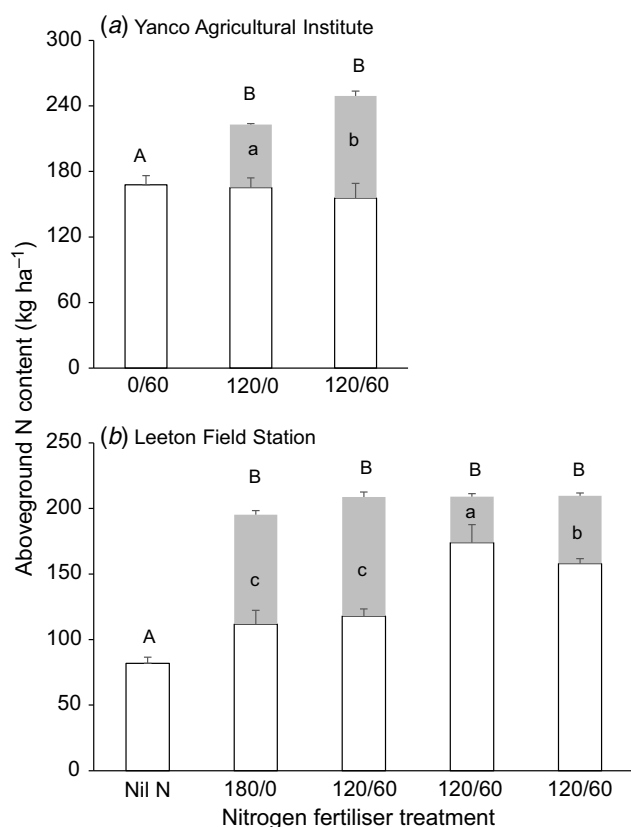 (a) Yanco Agricultural Institute
300
240
180
120
60
0
A
B
B
a
b
0/60 120/0 120/60
Aboveground N content (kg ha⁻¹)
(b) Leeton Field Station
250
200
150
100
50
0
A
B
B
B
B
c
c
a
b
Nil N 180/0 120/60 120/60 120/60
Nitrogen fertiliser treatment